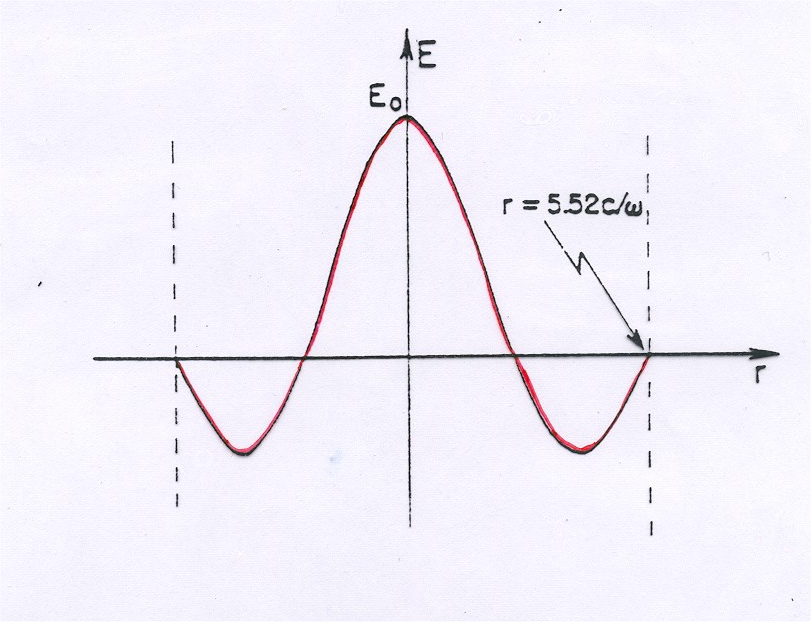 E
E₀
r = 5.52c/ω
r